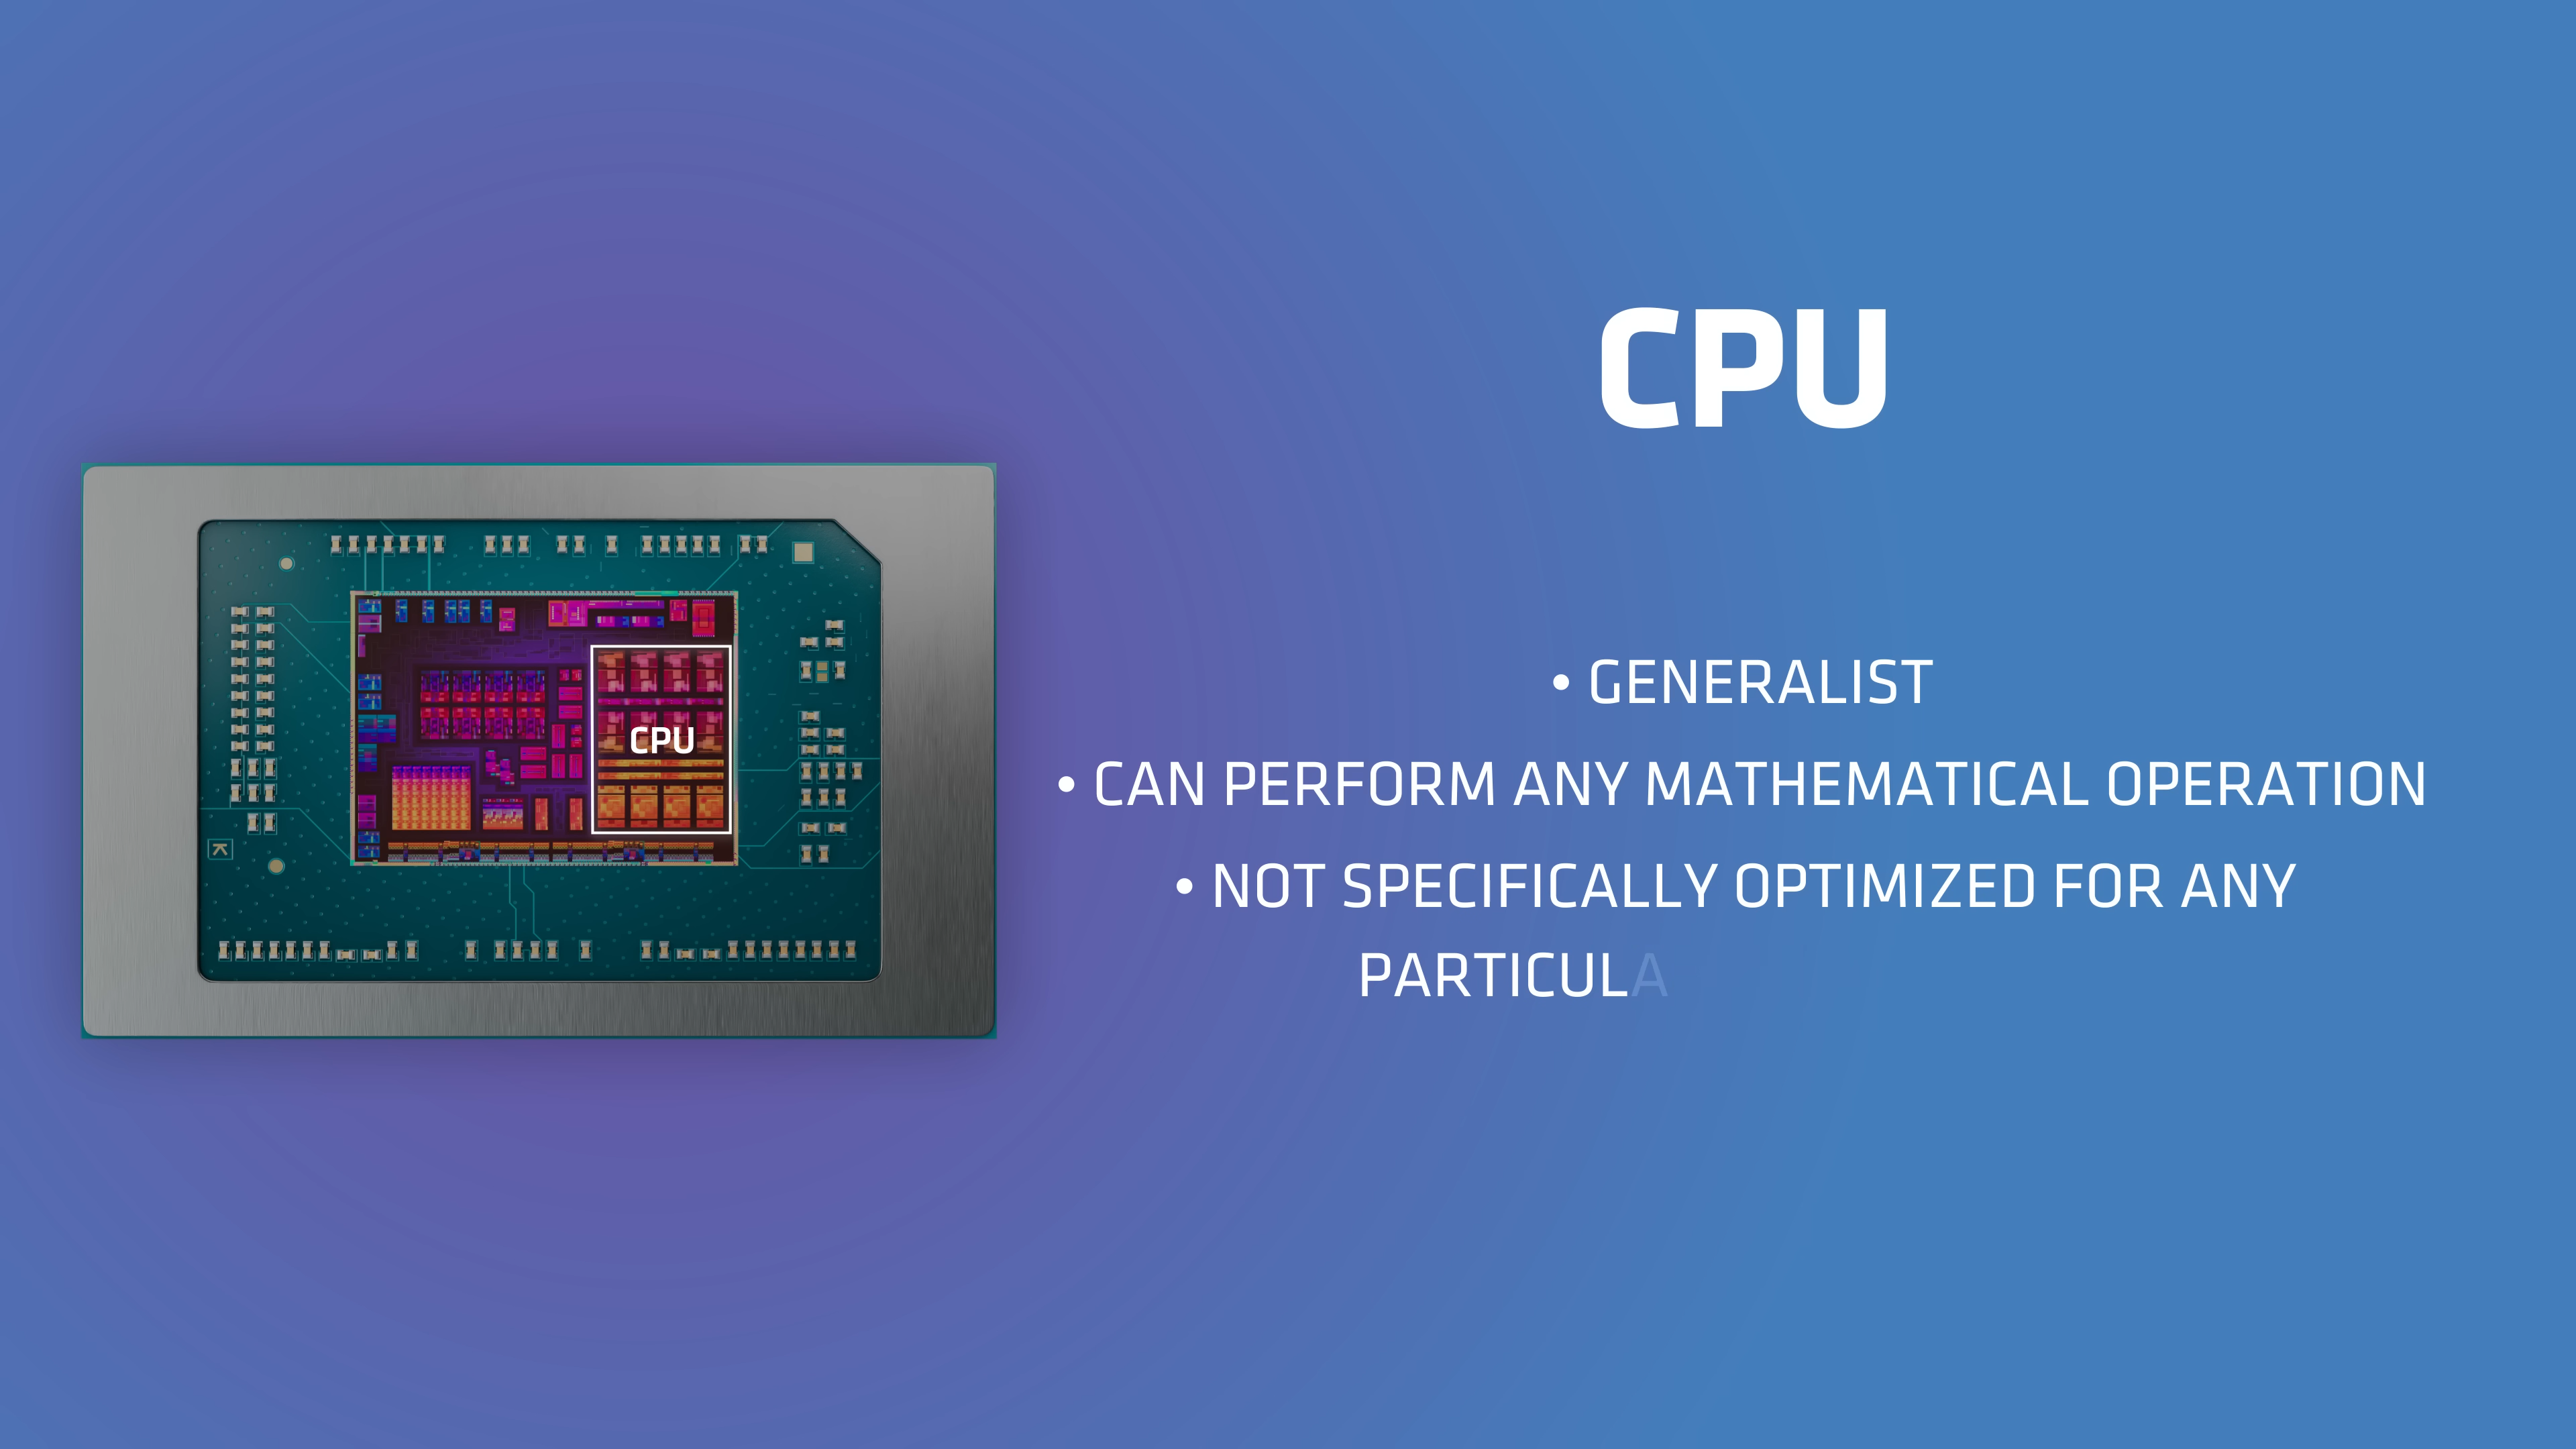 CPU
• GENERALIST
• CAN PERFORM ANY MATHEMATICAL OPERATION
• NOT SPECIFICALLY OPTIMIZED FOR ANY
PARTICULA
CPU
K